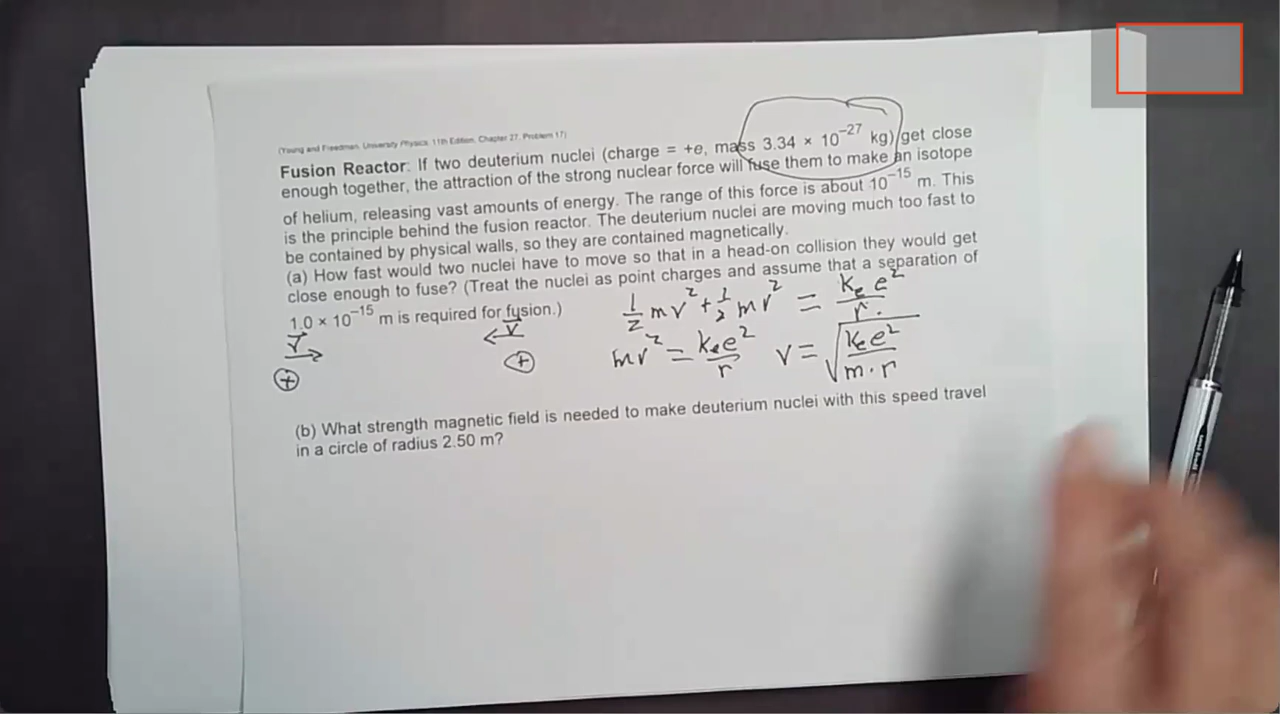 (Young and Freedman, University Physics, 11th Edition, Chapter 27, Problem 17)
Fusion Reactor: If two deuterium nuclei (charge = +e, mass 3.34 × 10⁻²⁷ kg) get close
enough together, the attraction of the strong nuclear force will fuse them to make an isotope
of helium, releasing vast amounts of energy. The range of this force is about 10⁻¹⁵ m. This
is the principle behind the fusion reactor. The deuterium nuclei are moving much too fast to
be contained by physical walls, so they are contained magnetically.
(a) How fast would two nuclei have to move so that in a head-on collision they would get
close enough to fuse? (Treat the nuclei as point charges and assume that a separation of
1.0 × 10⁻¹⁵ m is required for fusion.)
½ mv² + ½ mv² = kₑe²/r
v⃗ v⃗
+ +
mv² = kₑe²/r v = √(kₑe²/(m·r))
(b) What strength magnetic field is needed to make deuterium nuclei with this speed travel
in a circle of radius 2.50 m?